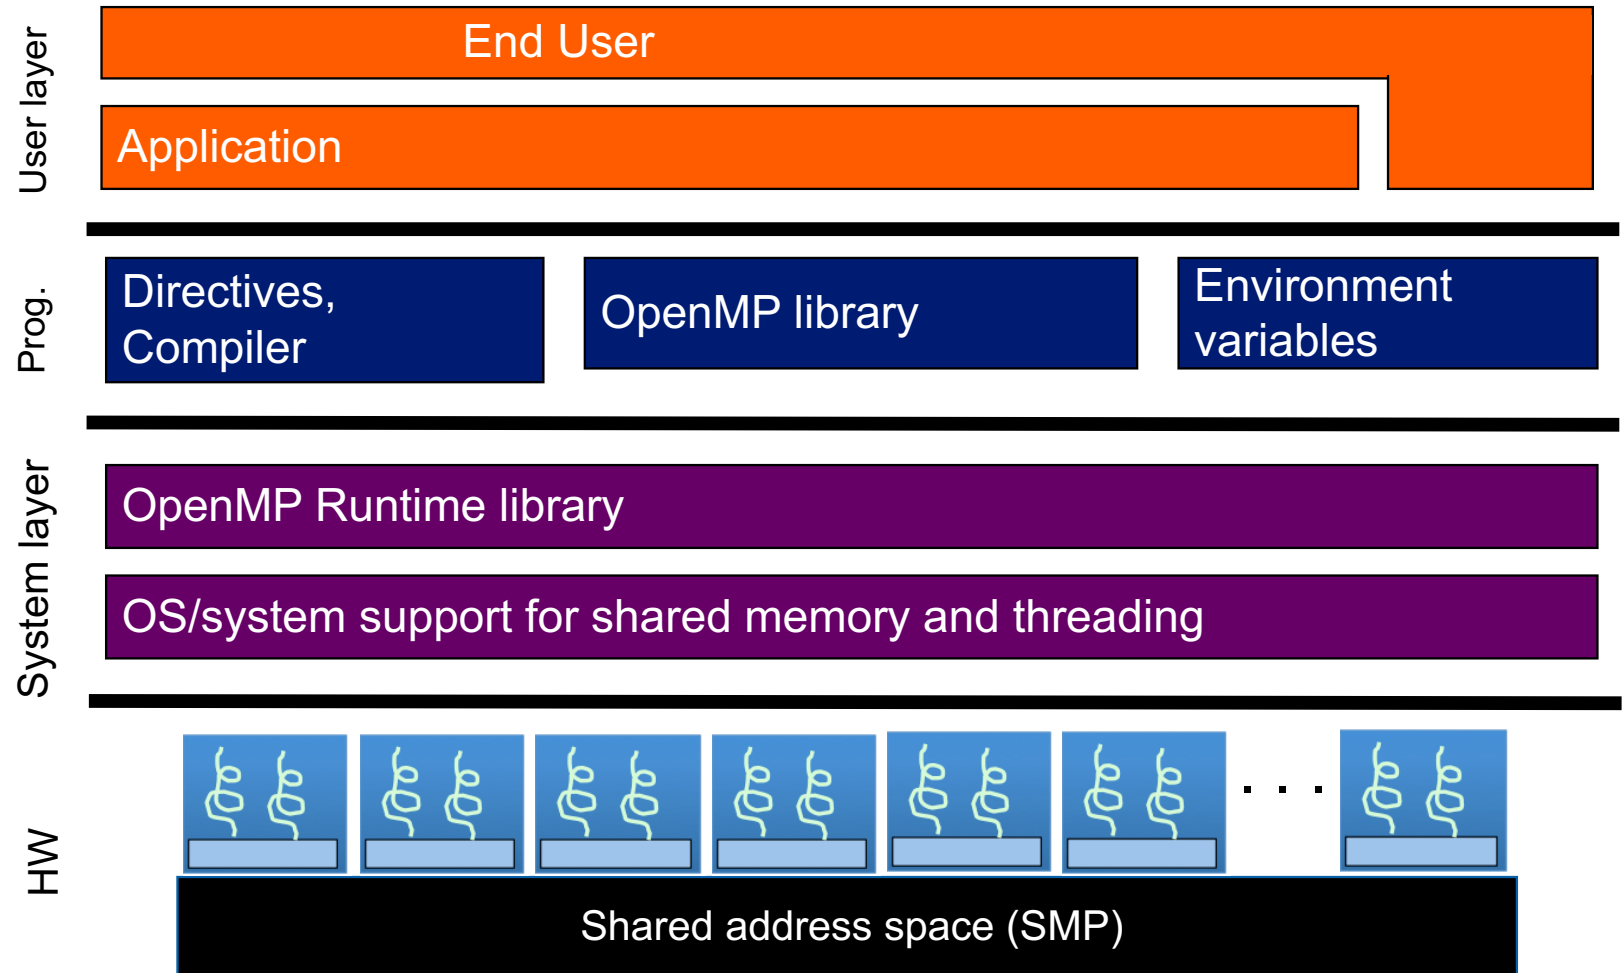 User layer
End User
Application
Prog.
Directives,
Compiler
OpenMP library
Environment
variables
System layer
OpenMP Runtime library
OS/system support for shared memory and threading
HW
. . .
Shared address space (SMP)